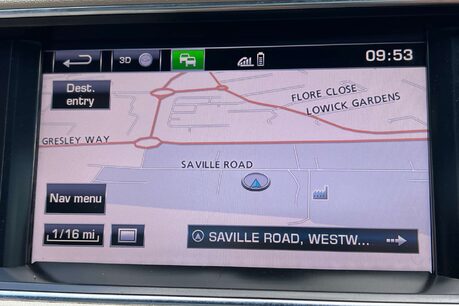 3D
09:53
Dest.
entry
FLORE CLOSE
LOWICK GARDENS
GRESLEY WAY
SAVILLE ROAD
Nav menu
1/16 mi
SAVILLE ROAD, WESTW...